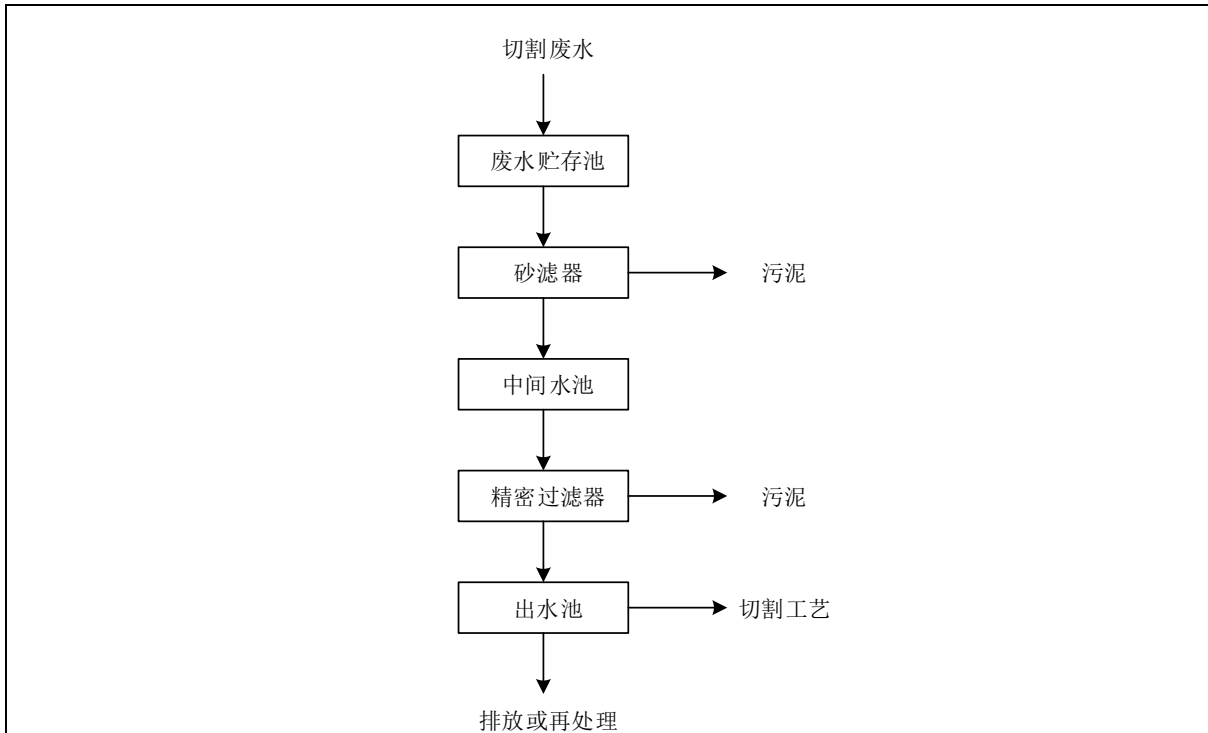 切割废水
废水贮存池
砂滤器
污泥
中间水池
精密过滤器
污泥
出水池
切割工艺
排放或再处理